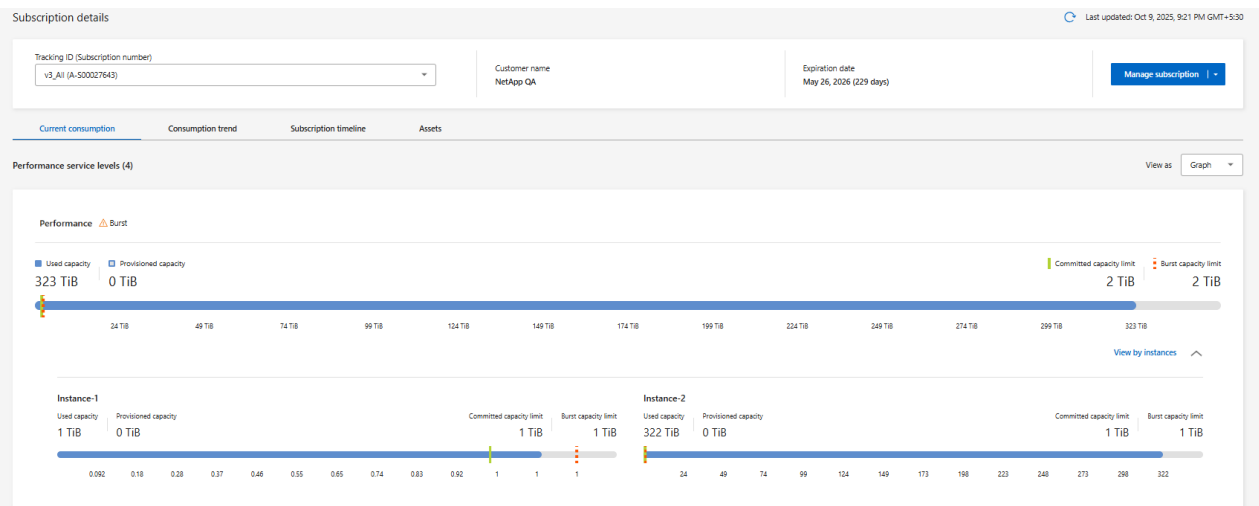 Subscription details
Last updated: Oct 9, 2025, 9:21 PM GMT+5:30
Tracking ID (Subscription number)
v3_All (A-S00027643)
Customer name
NetApp QA
Expiration date
May 26, 2026 (229 days)
Manage subscription
Current consumption
Consumption trend
Subscription timeline
Assets
Performance service levels (4)
View as
Graph
Performance
Burst
Used capacity
323 TiB
Provisioned capacity
0 TiB
Committed capacity limit
2 TiB
Burst capacity limit
2 TiB
24 TiB 49 TiB 74 TiB 99 TiB 124 TiB 149 TiB 174 TiB 199 TiB 224 TiB 249 TiB 274 TiB 299 TiB 323 TiB
View by instances
Instance-1
Used capacity
1 TiB
Provisioned capacity
0 TiB
Committed capacity limit
1 TiB
Burst capacity limit
1 TiB
0.092 0.18 0.28 0.37 0.46 0.55 0.65 0.74 0.83 0.92 1 1 1
Instance-2
Used capacity
322 TiB
Provisioned capacity
0 TiB
Committed capacity limit
1 TiB
Burst capacity limit
1 TiB
24 49 74 99 124 149 173 198 223 248 273 298 322